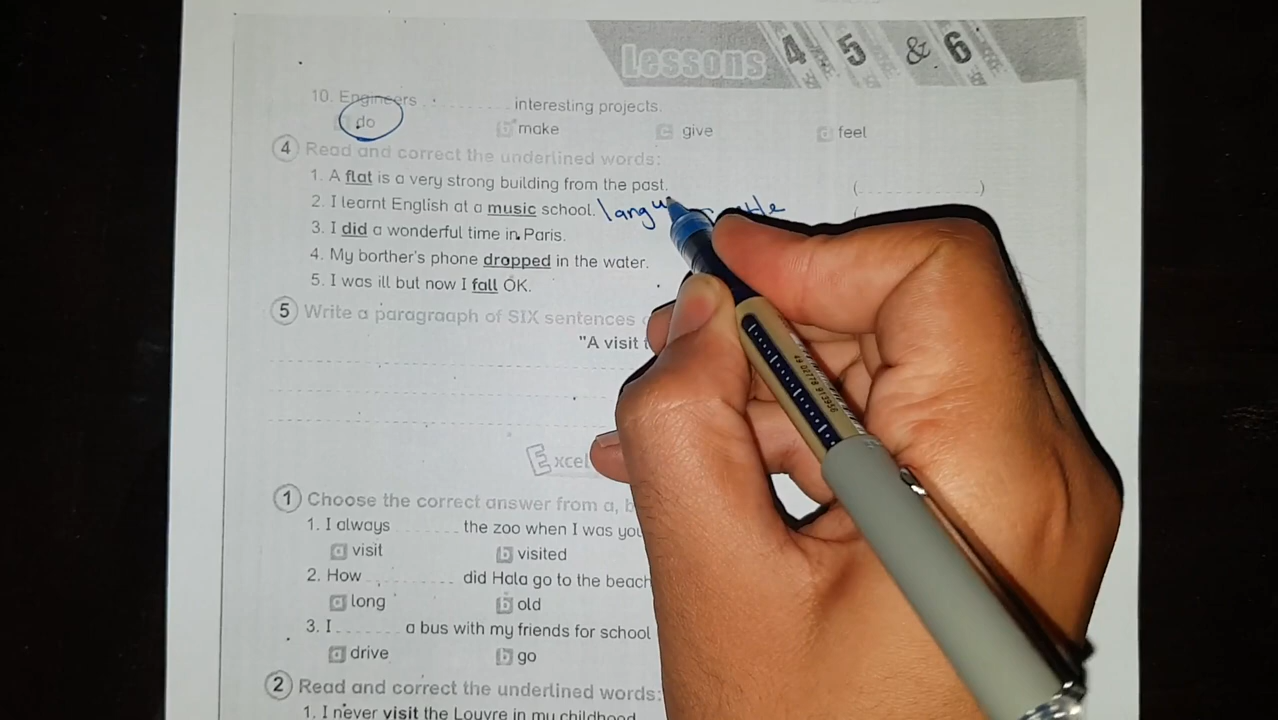 Lessons 4 5 & 6
10. Engineers .......... interesting projects.
a do b make c give d feel
4 Read and correct the underlined words:
1. A flat is a very strong building from the past. (....................)
2. I learnt English at a music school. langu
3. I did a wonderful time in Paris.
4. My borther's phone dropped in the water.
5. I was ill but now I fall OK.
5 Write a paragraaph of SIX sentences
"A visit
Excel
1 Choose the correct answer from a, b
1. I always .......... the zoo when I was you
a visit b visited
2. How .......... did Hala go to the beach
a long b old
3. I ........ a bus with my friends for school
a drive b go
2 Read and correct the underlined words:
1. I never visit the Louvre in my childhood
49 02778 913956